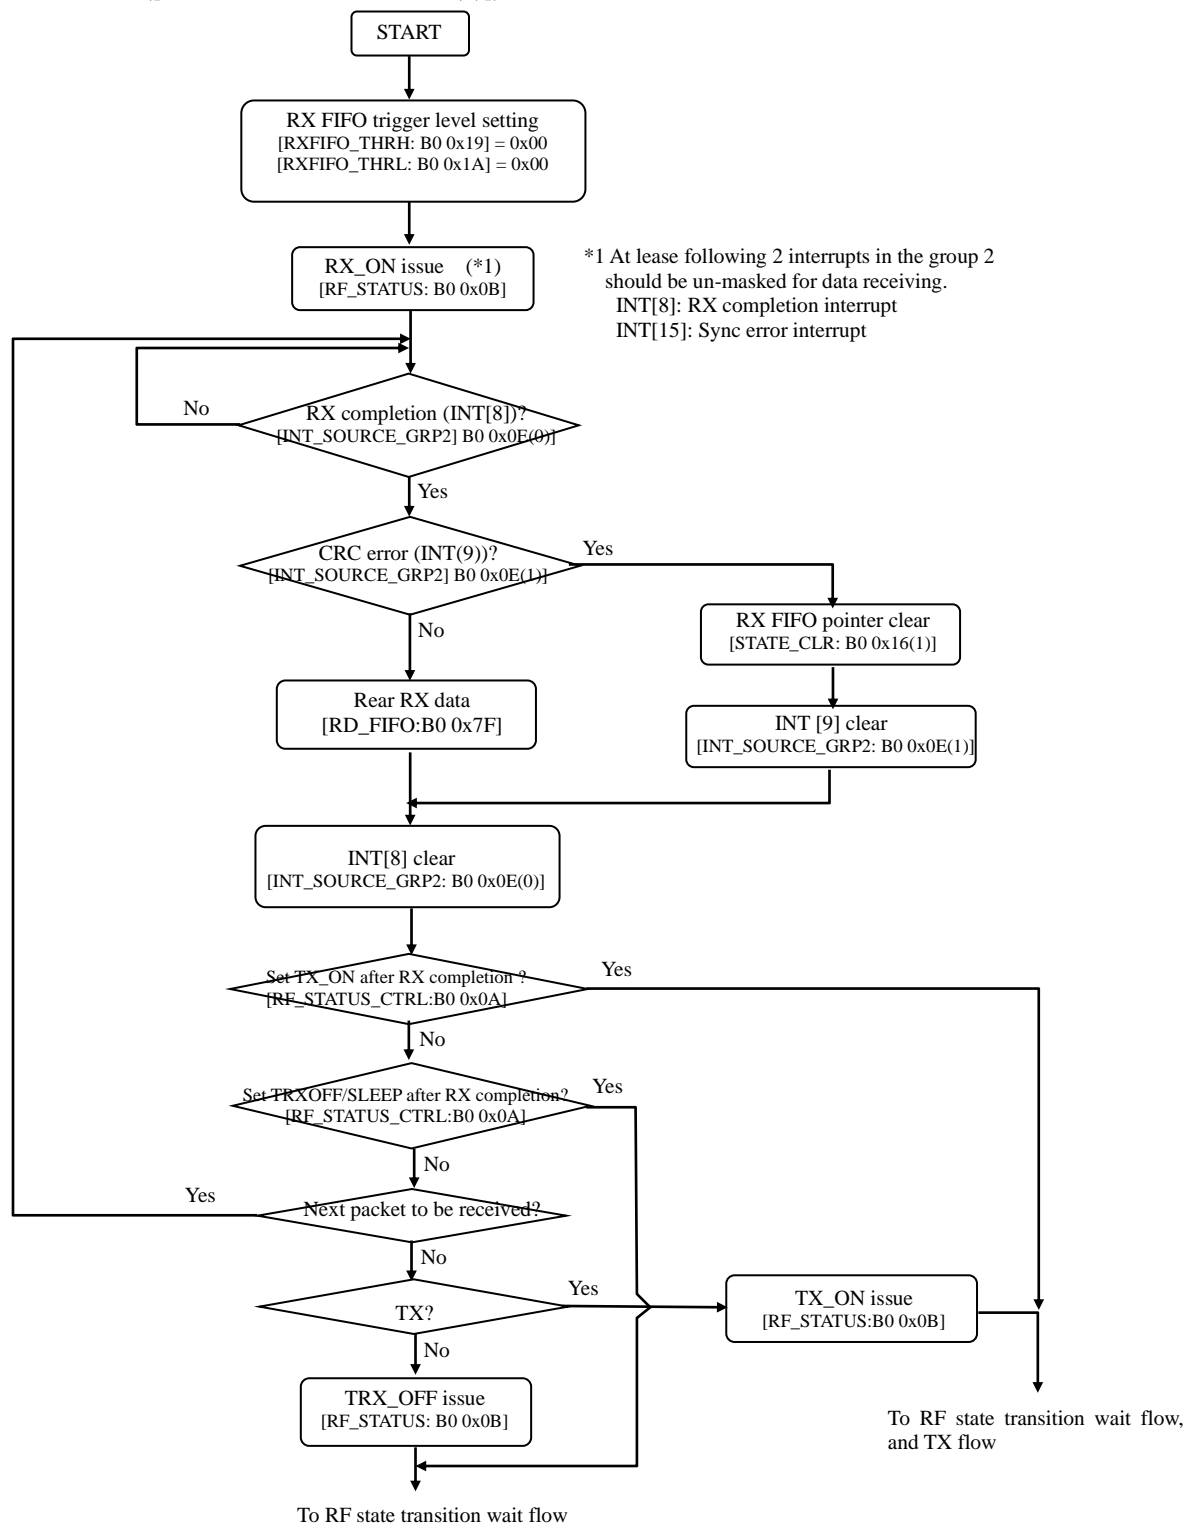 START
RX FIFO trigger level setting
[RXFIFO_THRH: B0 0x19] = 0x00
[RXFIFO_THRL: B0 0x1A] = 0x00
RX_ON issue (*1)
[RF_STATUS: B0 0x0B]
*1 At lease following 2 interrupts in the group 2
should be un-masked for data receiving.
INT[8]: RX completion interrupt
INT[15]: Sync error interrupt
No
RX completion (INT[8])?
[INT_SOURCE_GRP2] B0 0x0E(0)]
Yes
CRC error (INT(9))?
[INT_SOURCE_GRP2] B0 0x0E(1)]
Yes
No
RX FIFO pointer clear
[STATE_CLR: B0 0x16(1)]
Rear RX data
[RD_FIFO:B0 0x7F]
INT [9] clear
[INT_SOURCE_GRP2: B0 0x0E(1)]
INT[8] clear
[INT_SOURCE_GRP2: B0 0x0E(0)]
Set TX_ON after RX completion ?
[RF_STATUS_CTRL:B0 0x0A]
Yes
No
Set TRXOFF/SLEEP after RX completion?
[RF_STATUS_CTRL:B0 0x0A]
Yes
No
Yes
Next packet to be received?
No
TX?
Yes
TX_ON issue
[RF_STATUS:B0 0x0B]
No
TRX_OFF issue
[RF_STATUS: B0 0x0B]
To RF state transition wait flow,
and TX flow
To RF state transition wait flow